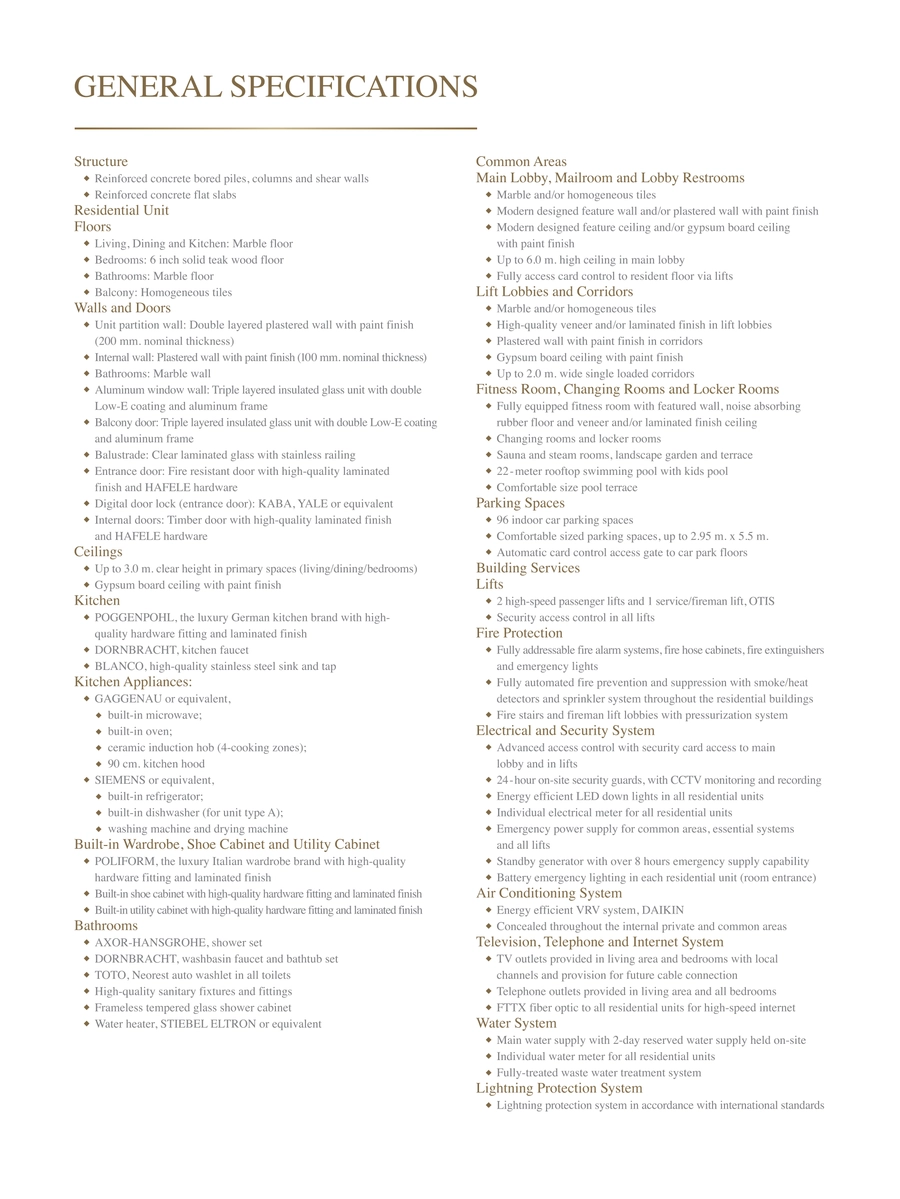 GENERAL SPECIFICATIONS
Structure
◆ Reinforced concrete bored piles, columns and shear walls
◆ Reinforced concrete flat slabs
Residential Unit
Floors
◆ Living, Dining and Kitchen: Marble floor
◆ Bedrooms: 6 inch solid teak wood floor
◆ Bathrooms: Marble floor
◆ Balcony: Homogeneous tiles
Walls and Doors
◆ Unit partition wall: Double layered plastered wall with paint finish
(200 mm. nominal thickness)
◆ Internal wall: Plastered wall with paint finish (100 mm. nominal thickness)
◆ Bathrooms: Marble wall
◆ Aluminum window wall: Triple layered insulated glass unit with double
Low-E coating and aluminum frame
◆ Balcony door: Triple layered insulated glass unit with double Low-E coating
and aluminum frame
◆ Balustrade: Clear laminated glass with stainless railing
◆ Entrance door: Fire resistant door with high-quality laminated
finish and HAFELE hardware
◆ Digital door lock (entrance door): KABA, YALE or equivalent
◆ Internal doors: Timber door with high-quality laminated finish
and HAFELE hardware
Ceilings
◆ Up to 3.0 m. clear height in primary spaces (living/dining/bedrooms)
◆ Gypsum board ceiling with paint finish
Kitchen
◆ POGGENPOHL, the luxury German kitchen brand with high-
quality hardware fitting and laminated finish
◆ DORNBRACHT, kitchen faucet
◆ BLANCO, high-quality stainless steel sink and tap
Kitchen Appliances:
◆ GAGGENAU or equivalent,
◆ built-in microwave;
◆ built-in oven;
◆ ceramic induction hob (4-cooking zones);
◆ 90 cm. kitchen hood
◆ SIEMENS or equivalent,
◆ built-in refrigerator;
◆ built-in dishwasher (for unit type A);
◆ washing machine and drying machine
Built-in Wardrobe, Shoe Cabinet and Utility Cabinet
◆ POLIFORM, the luxury Italian wardrobe brand with high-quality
hardware fitting and laminated finish
◆ Built-in shoe cabinet with high-quality hardware fitting and laminated finish
◆ Built-in utility cabinet with high-quality hardware fitting and laminated finish
Bathrooms
◆ AXOR-HANSGROHE, shower set
◆ DORNBRACHT, washbasin faucet and bathtub set
◆ TOTO, Neorest auto washlet in all toilets
◆ High-quality sanitary fixtures and fittings
◆ Frameless tempered glass shower cabinet
◆ Water heater, STIEBEL ELTRON or equivalent
Common Areas
Main Lobby, Mailroom and Lobby Restrooms
◆ Marble and/or homogeneous tiles
◆ Modern designed feature wall and/or plastered wall with paint finish
◆ Modern designed feature ceiling and/or gypsum board ceiling
with paint finish
◆ Up to 6.0 m. high ceiling in main lobby
◆ Fully access card control to resident floor via lifts
Lift Lobbies and Corridors
◆ Marble and/or homogeneous tiles
◆ High-quality veneer and/or laminated finish in lift lobbies
◆ Plastered wall with paint finish in corridors
◆ Gypsum board ceiling with paint finish
◆ Up to 2.0 m. wide single loaded corridors
Fitness Room, Changing Rooms and Locker Rooms
◆ Fully equipped fitness room with featured wall, noise absorbing
rubber floor and veneer and/or laminated finish ceiling
◆ Changing rooms and locker rooms
◆ Sauna and steam rooms, landscape garden and terrace
◆ 22-meter rooftop swimming pool with kids pool
◆ Comfortable size pool terrace
Parking Spaces
◆ 96 indoor car parking spaces
◆ Comfortable sized parking spaces, up to 2.95 m. x 5.5 m.
◆ Automatic card control access gate to car park floors
Building Services
Lifts
◆ 2 high-speed passenger lifts and 1 service/fireman lift, OTIS
◆ Security access control in all lifts
Fire Protection
◆ Fully addressable fire alarm systems, fire hose cabinets, fire extinguishers
and emergency lights
◆ Fully automated fire prevention and suppression with smoke/heat
detectors and sprinkler system throughout the residential buildings
◆ Fire stairs and fireman lift lobbies with pressurization system
Electrical and Security System
◆ Advanced access control with security card access to main
lobby and in lifts
◆ 24-hour on-site security guards, with CCTV monitoring and recording
◆ Energy efficient LED down lights in all residential units
◆ Individual electrical meter for all residential units
◆ Emergency power supply for common areas, essential systems
and all lifts
◆ Standby generator with over 8 hours emergency supply capability
◆ Battery emergency lighting in each residential unit (room entrance)
Air Conditioning System
◆ Energy efficient VRV system, DAIKIN
◆ Concealed throughout the internal private and common areas
Television, Telephone and Internet System
◆ TV outlets provided in living area and bedrooms with local
channels and provision for future cable connection
◆ Telephone outlets provided in living area and all bedrooms
◆ FTTX fiber optic to all residential units for high-speed internet
Water System
◆ Main water supply with 2-day reserved water supply held on-site
◆ Individual water meter for all residential units
◆ Fully-treated waste water treatment system
Lightning Protection System
◆ Lightning protection system in accordance with international standards